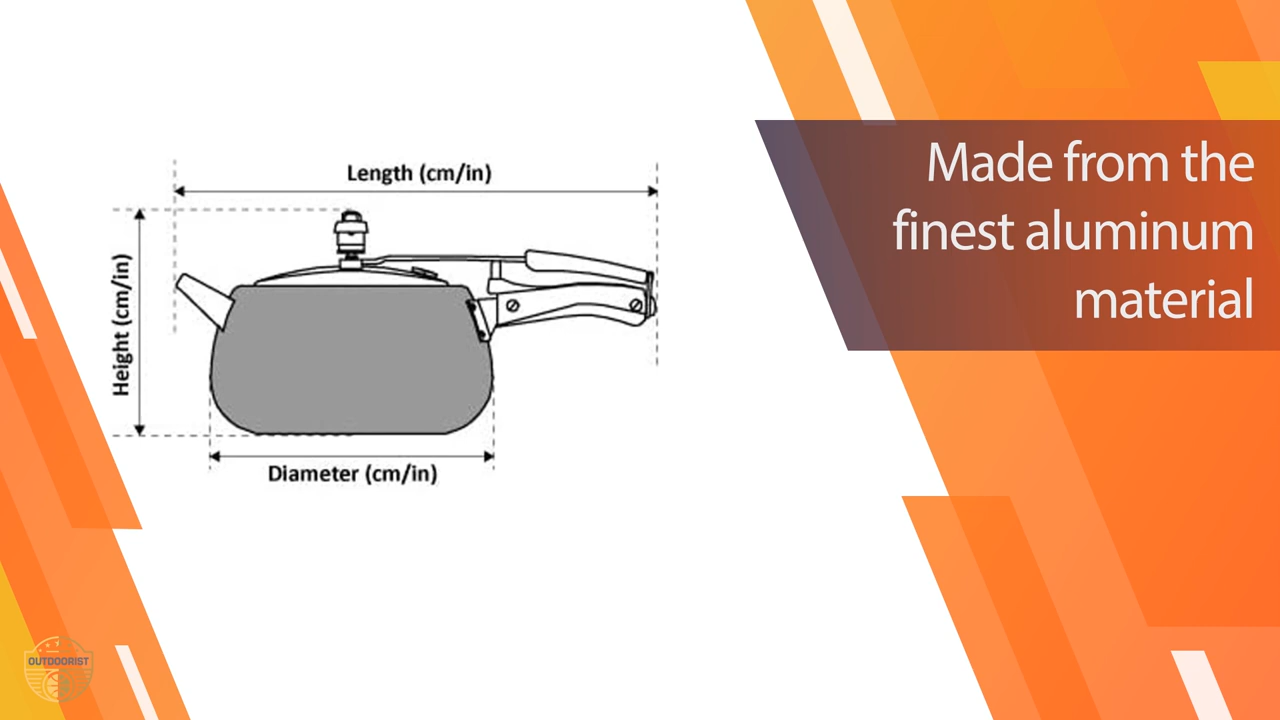 Length (cm/in)
Height (cm/in)
Diameter (cm/in)
Made from the
finest aluminum
material
OUTDOORIST